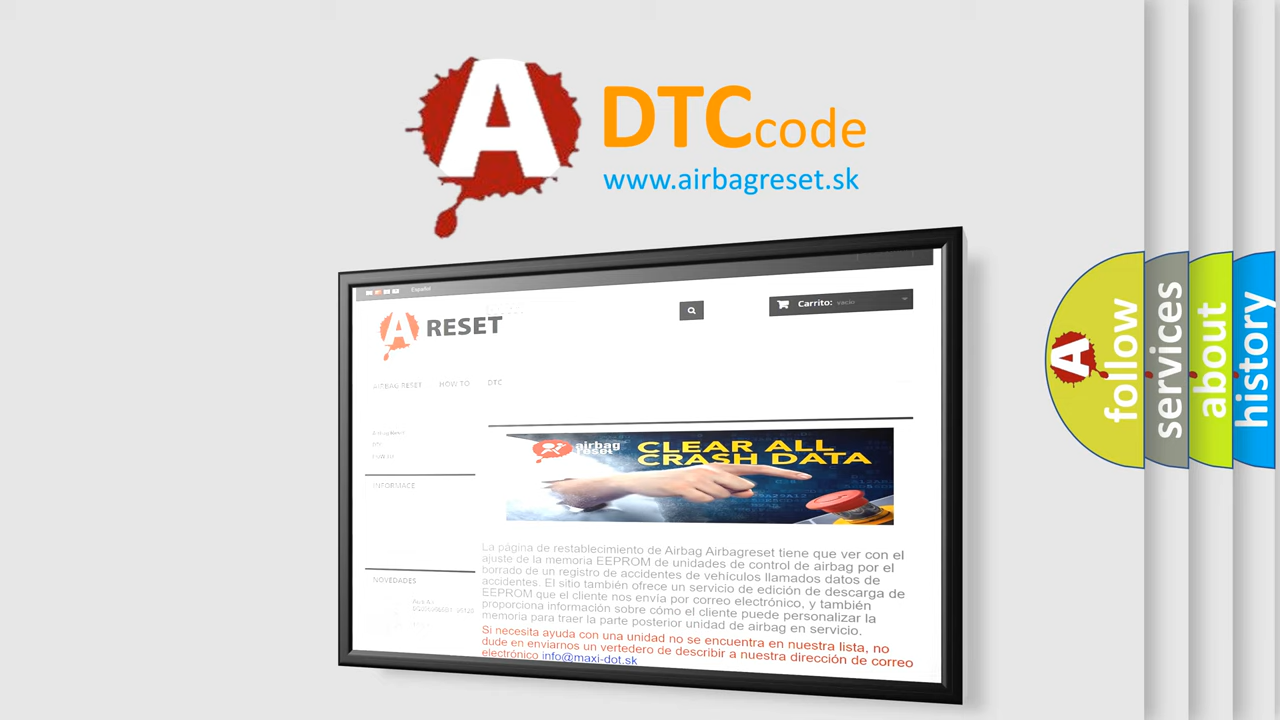 A
DTC code
www.airbagreset.sk
Español
Carrito: vacío
A RESET
AIRBAG RESET HOW TO DTC
airbag
reset
CLEAR ALL
CRASH DATA
INFORMACE
NOVEDADES
La página de restablecimiento de Airbag Airbagreset tiene que ver con el
ajuste de la memoria EEPROM de unidades de control de airbag por el
borrado de un registro de accidentes de vehículos llamados datos de
accidentes. El sitio también ofrece un servicio de edición de descarga de
EEPROM que el cliente nos envía por correo electrónico, y también
proporciona información sobre cómo el cliente puede personalizar la
memoria para traer la parte posterior unidad de airbag en servicio.
Si necesita ayuda con una unidad no se encuentra en nuestra lista, no
dude en enviarnos un vertedero de describir a nuestra dirección de correo
electrónico info@maxi-dot.sk
A
follow
services
about
history